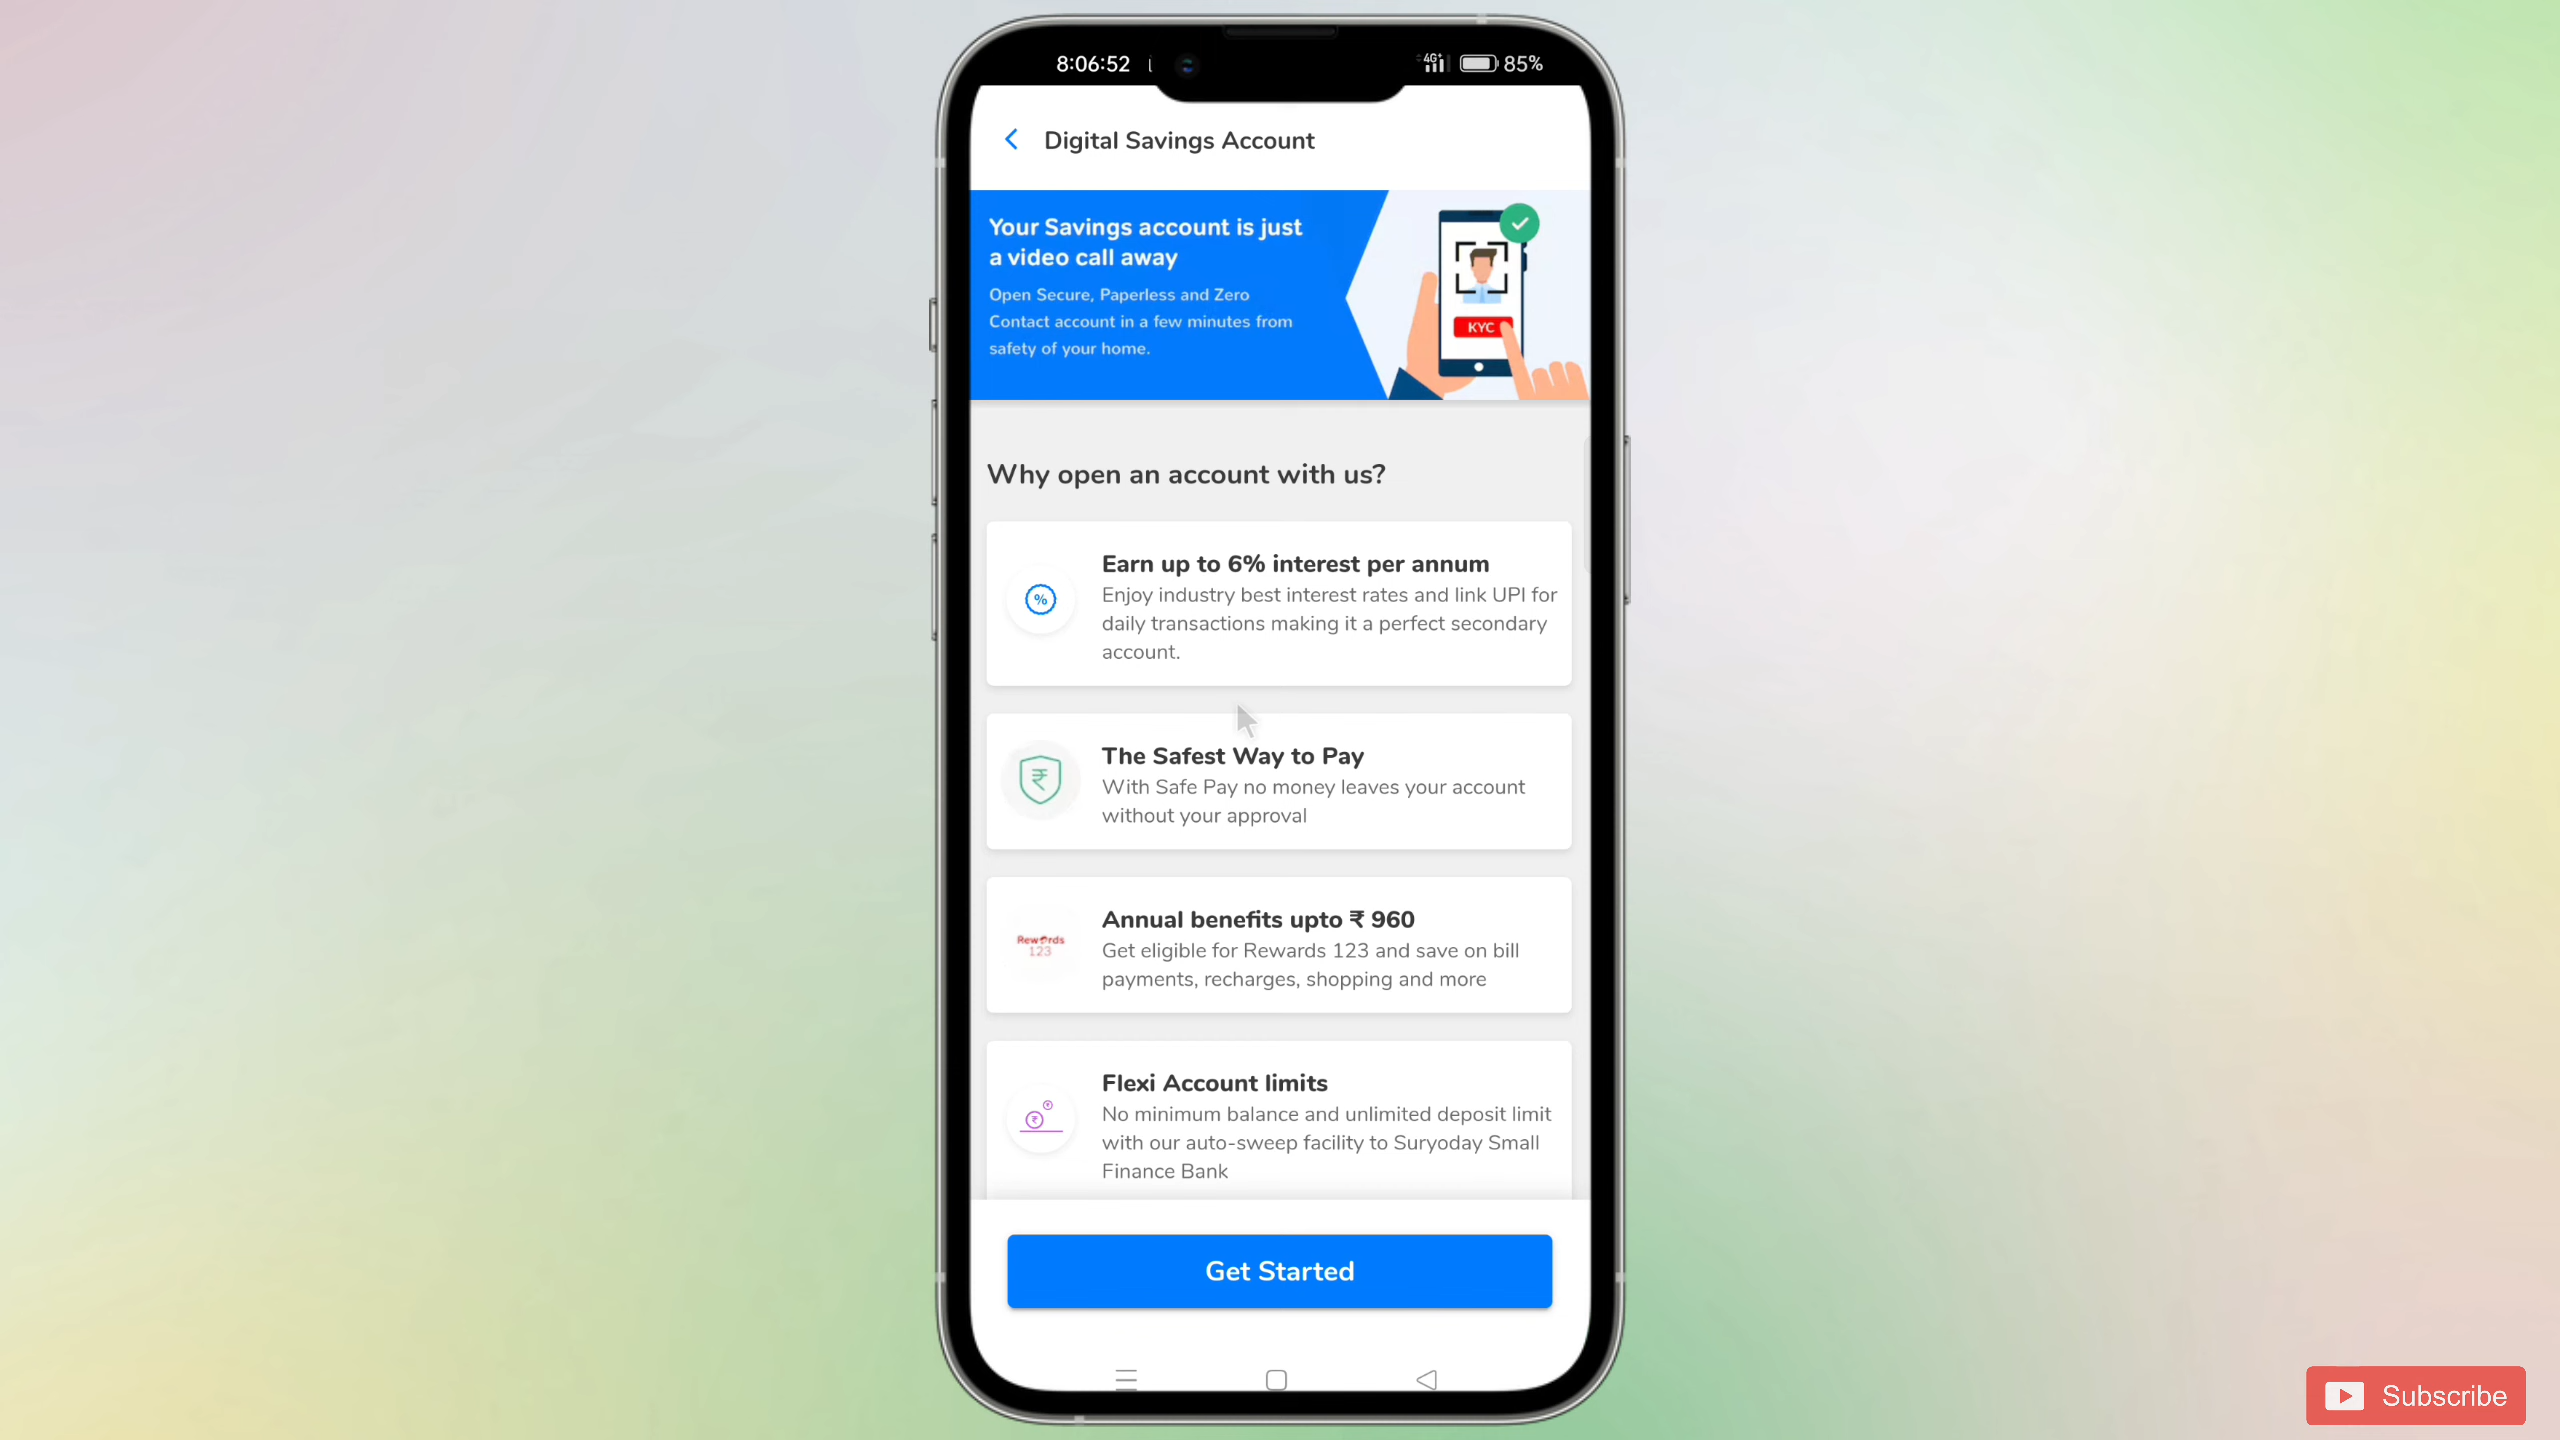 8:06:52
4G+
85%
Digital Savings Account
Your Savings account is just
a video call away
Open Secure, Paperless and Zero
Contact account in a few minutes from
safety of your home.
KYC
Why open an account with us?
%
Earn up to 6% interest per annum
Enjoy industry best interest rates and link UPI for
daily transactions making it a perfect secondary
account.
₹
The Safest Way to Pay
With Safe Pay no money leaves your account
without your approval
Rewards
123
Annual benefits upto ₹ 960
Get eligible for Rewards 123 and save on bill
payments, recharges, shopping and more
Flexi Account limits
No minimum balance and unlimited deposit limit
with our auto-sweep facility to Suryoday Small
Finance Bank
Get Started
Subscribe